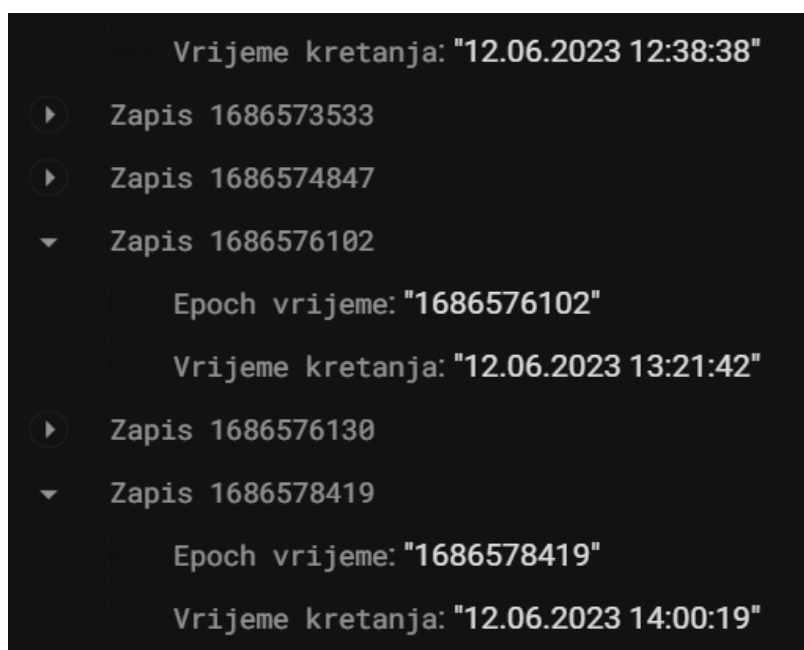 Vrijeme kretanja: "12.06.2023 12:38:38"
Zapis 1686573533
Zapis 1686574847
Zapis 1686576102
Epoch vrijeme: "1686576102"
Vrijeme kretanja: "12.06.2023 13:21:42"
Zapis 1686576130
Zapis 1686578419
Epoch vrijeme: "1686578419"
Vrijeme kretanja: "12.06.2023 14:00:19"